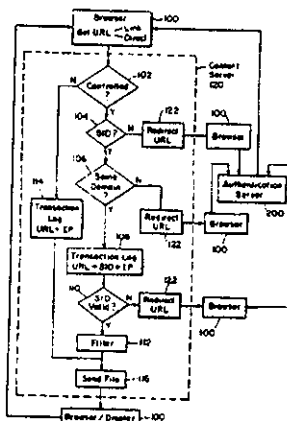 Browser
Get URL
Link
Direct
100
Content
Server
120
102
Controlled
?
N
Y
104
SID?
N
122
Redirect
URL
100
Browser
Y
106
Same
Domain
?
N
Authentication
Server
200
114
Transaction
Log
URL + IP
Redirect
URL
122
Browser
100
Y
108
Transaction Log
URL + SID + IP
110
SID
Valid?
N
122
Redirect
URL
100
Browser
Y
Filter
112
Send File
116
Browser / Display
100